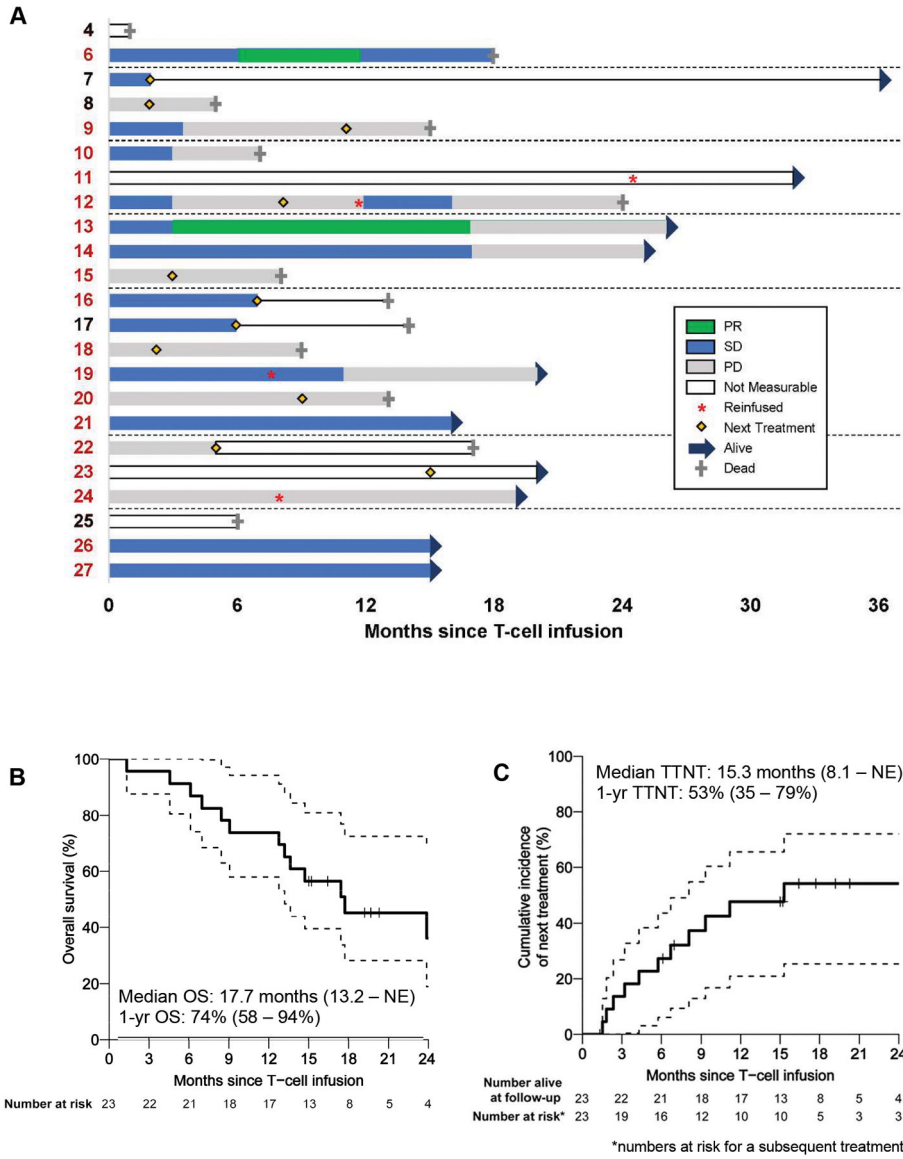 A
4
6
7
8
9
10
11
12
13
14
15
16
17
18
19
20
21
22
23
24
25
26
27
PR
SD
PD
Not Measurable
* Reinfused
Next Treatment
Alive
Dead
0 6 12 18 24 30 36
Months since T-cell infusion
B
Overall survival (%)
100
80
60
40
20
0
Median OS: 17.7 months (13.2 – NE)
1-yr OS: 74% (58 – 94%)
0 3 6 9 12 15 18 21 24
Months since T−cell infusion
Number at risk 23 22 21 18 17 13 8 5 4
C
Cumulative incidence
of next treatment (%)
100
80
60
40
20
0
Median TTNT: 15.3 months (8.1 – NE)
1-yr TTNT: 53% (35 – 79%)
0 3 6 9 12 15 18 21 24
Months since T−cell infusion
Number alive
at follow-up 23 22 21 18 17 13 8 5 4
Number at risk* 23 19 16 12 10 10 5 3 3
*numbers at risk for a subsequent treatment